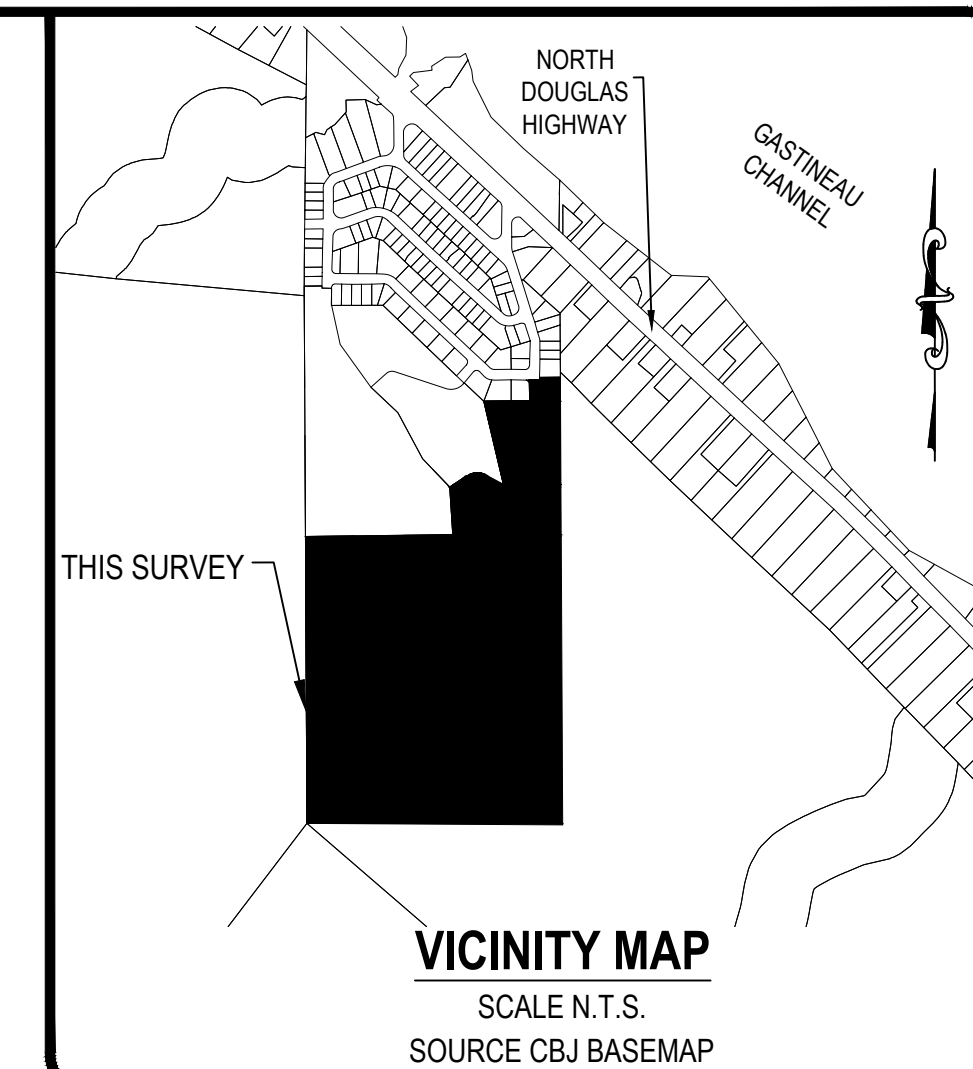 NORTH
DOUGLAS
HIGHWAY
GASTINEAU
CHANNEL
THIS SURVEY
VICINITY MAP
SCALE N.T.S.
SOURCE CBJ BASEMAP